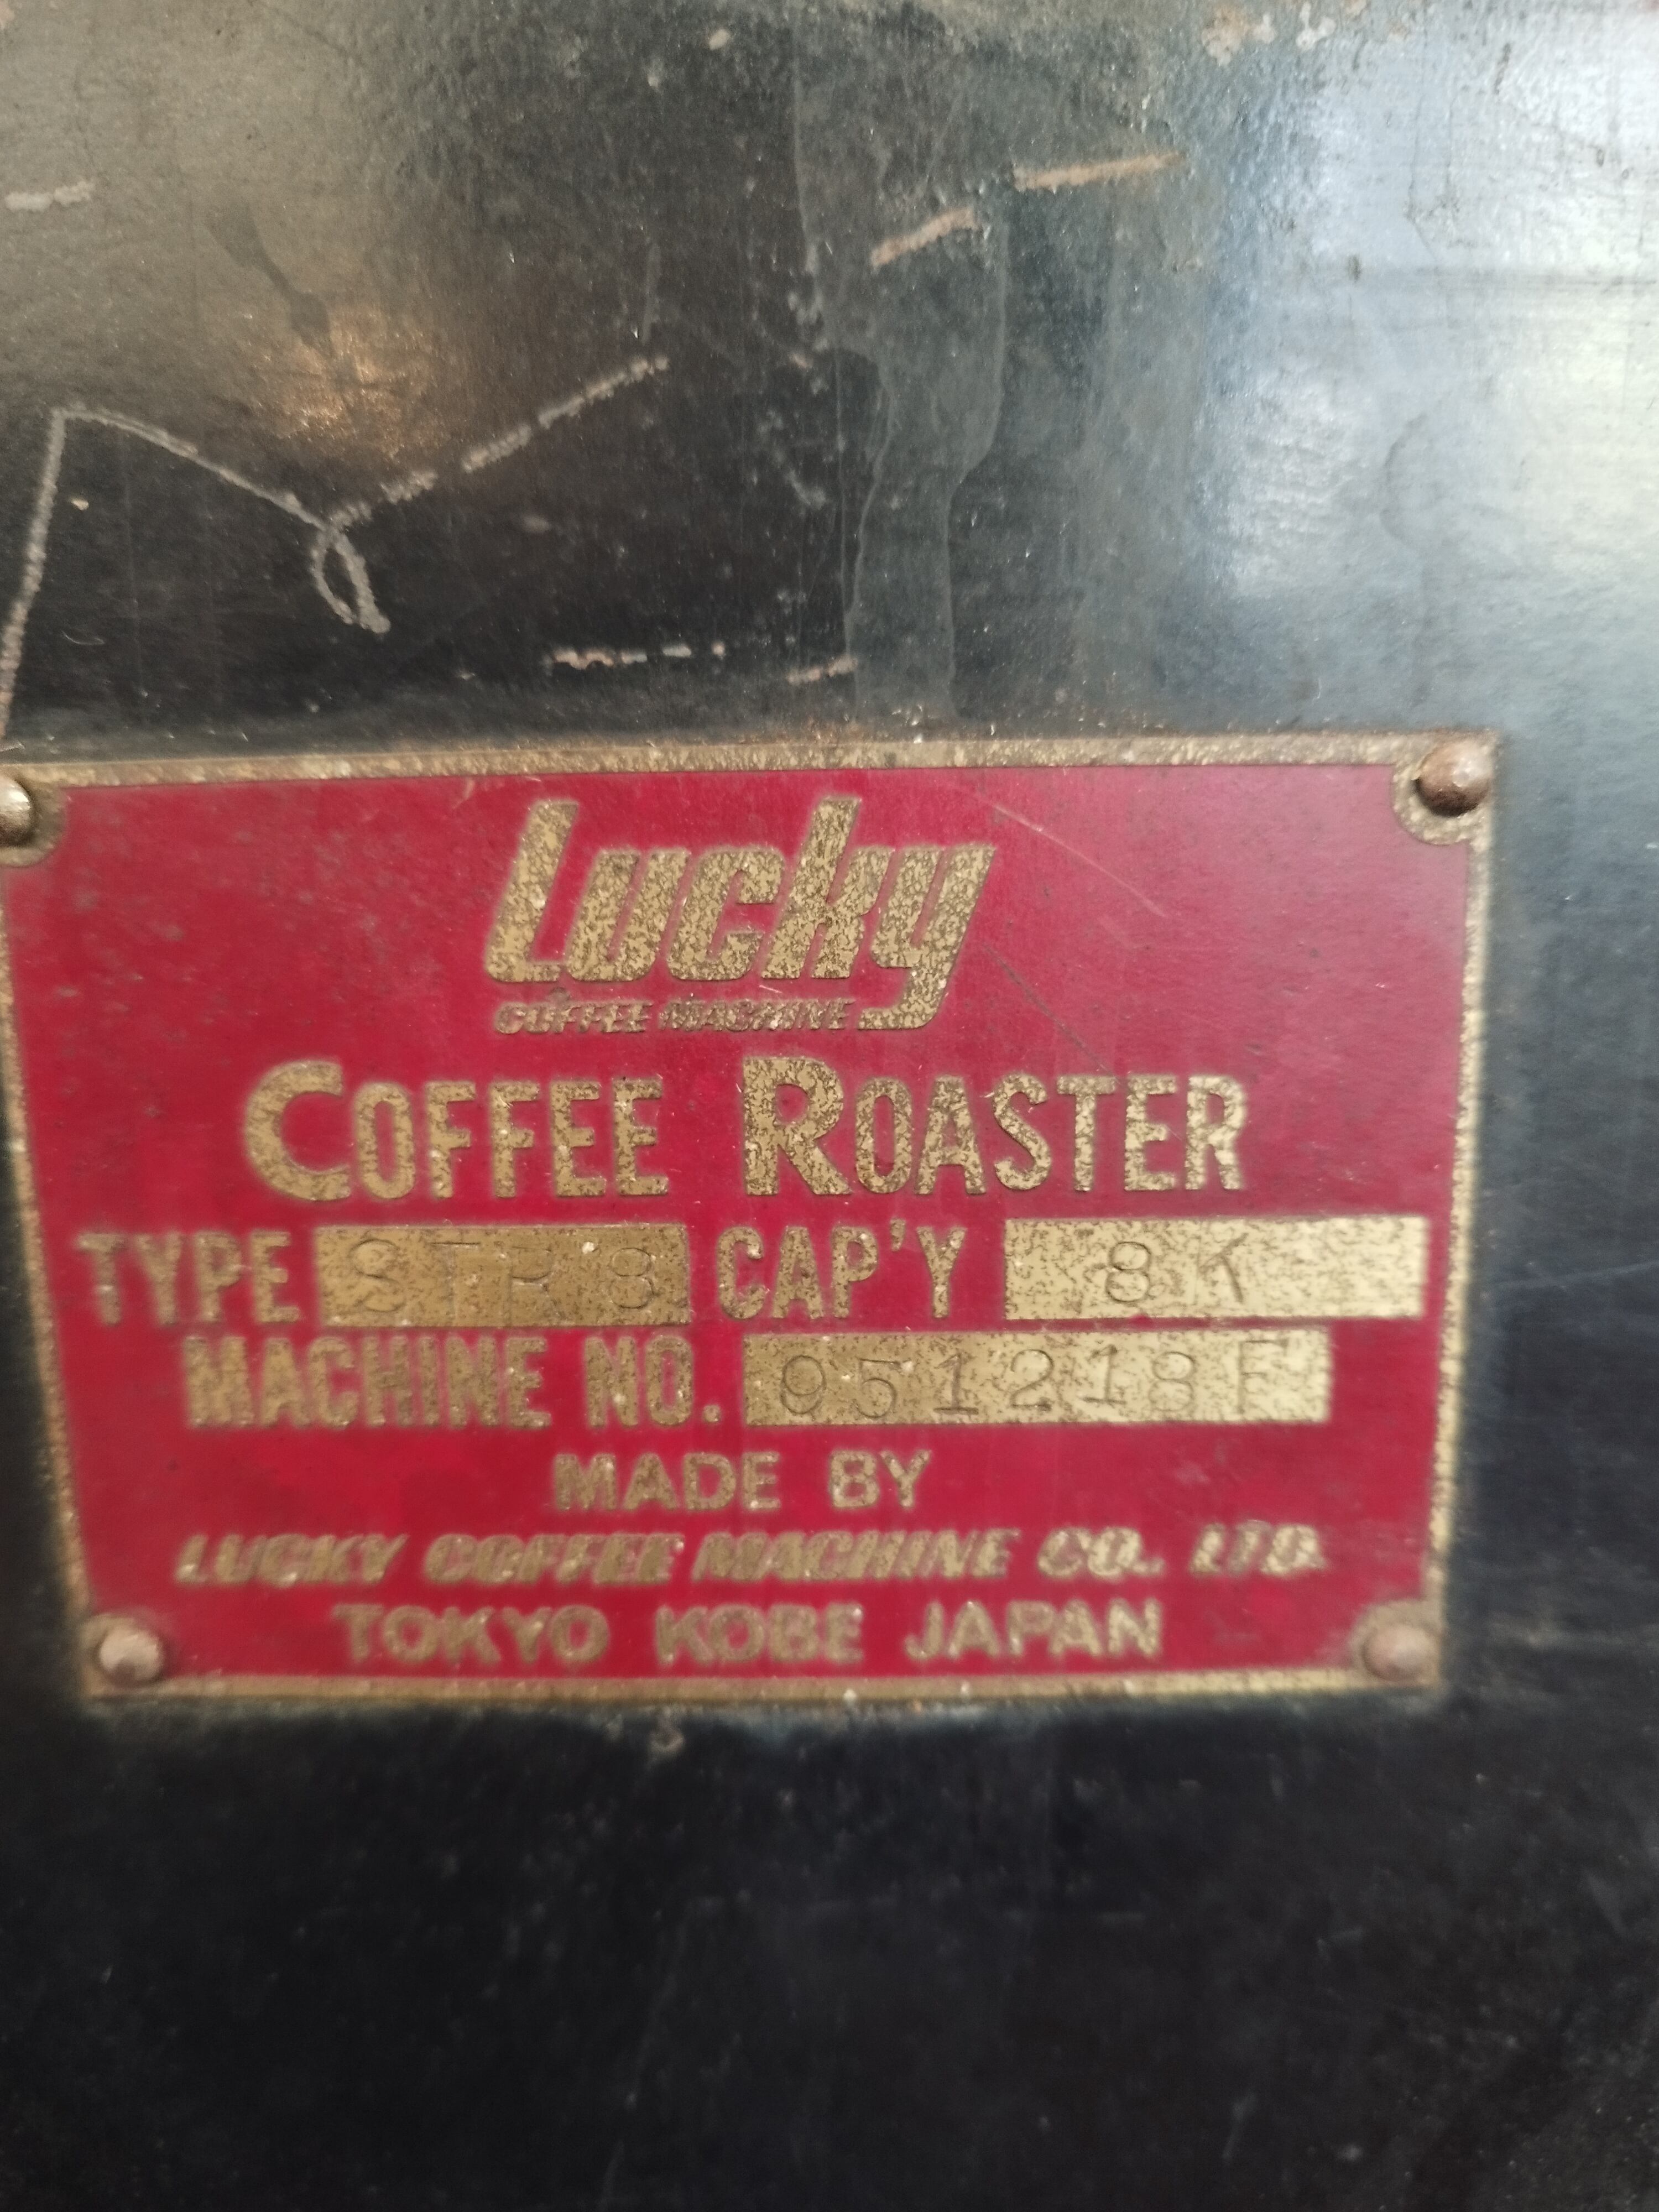 Lucky
COFFEE MACHINE
COFFEE ROASTER
TYPE STR 8 CAP'Y 8K
MACHINE NO. 051218F
MADE BY
LUCKY COFFEE MACHINE CO. LTD.
TOKYO KOBE JAPAN